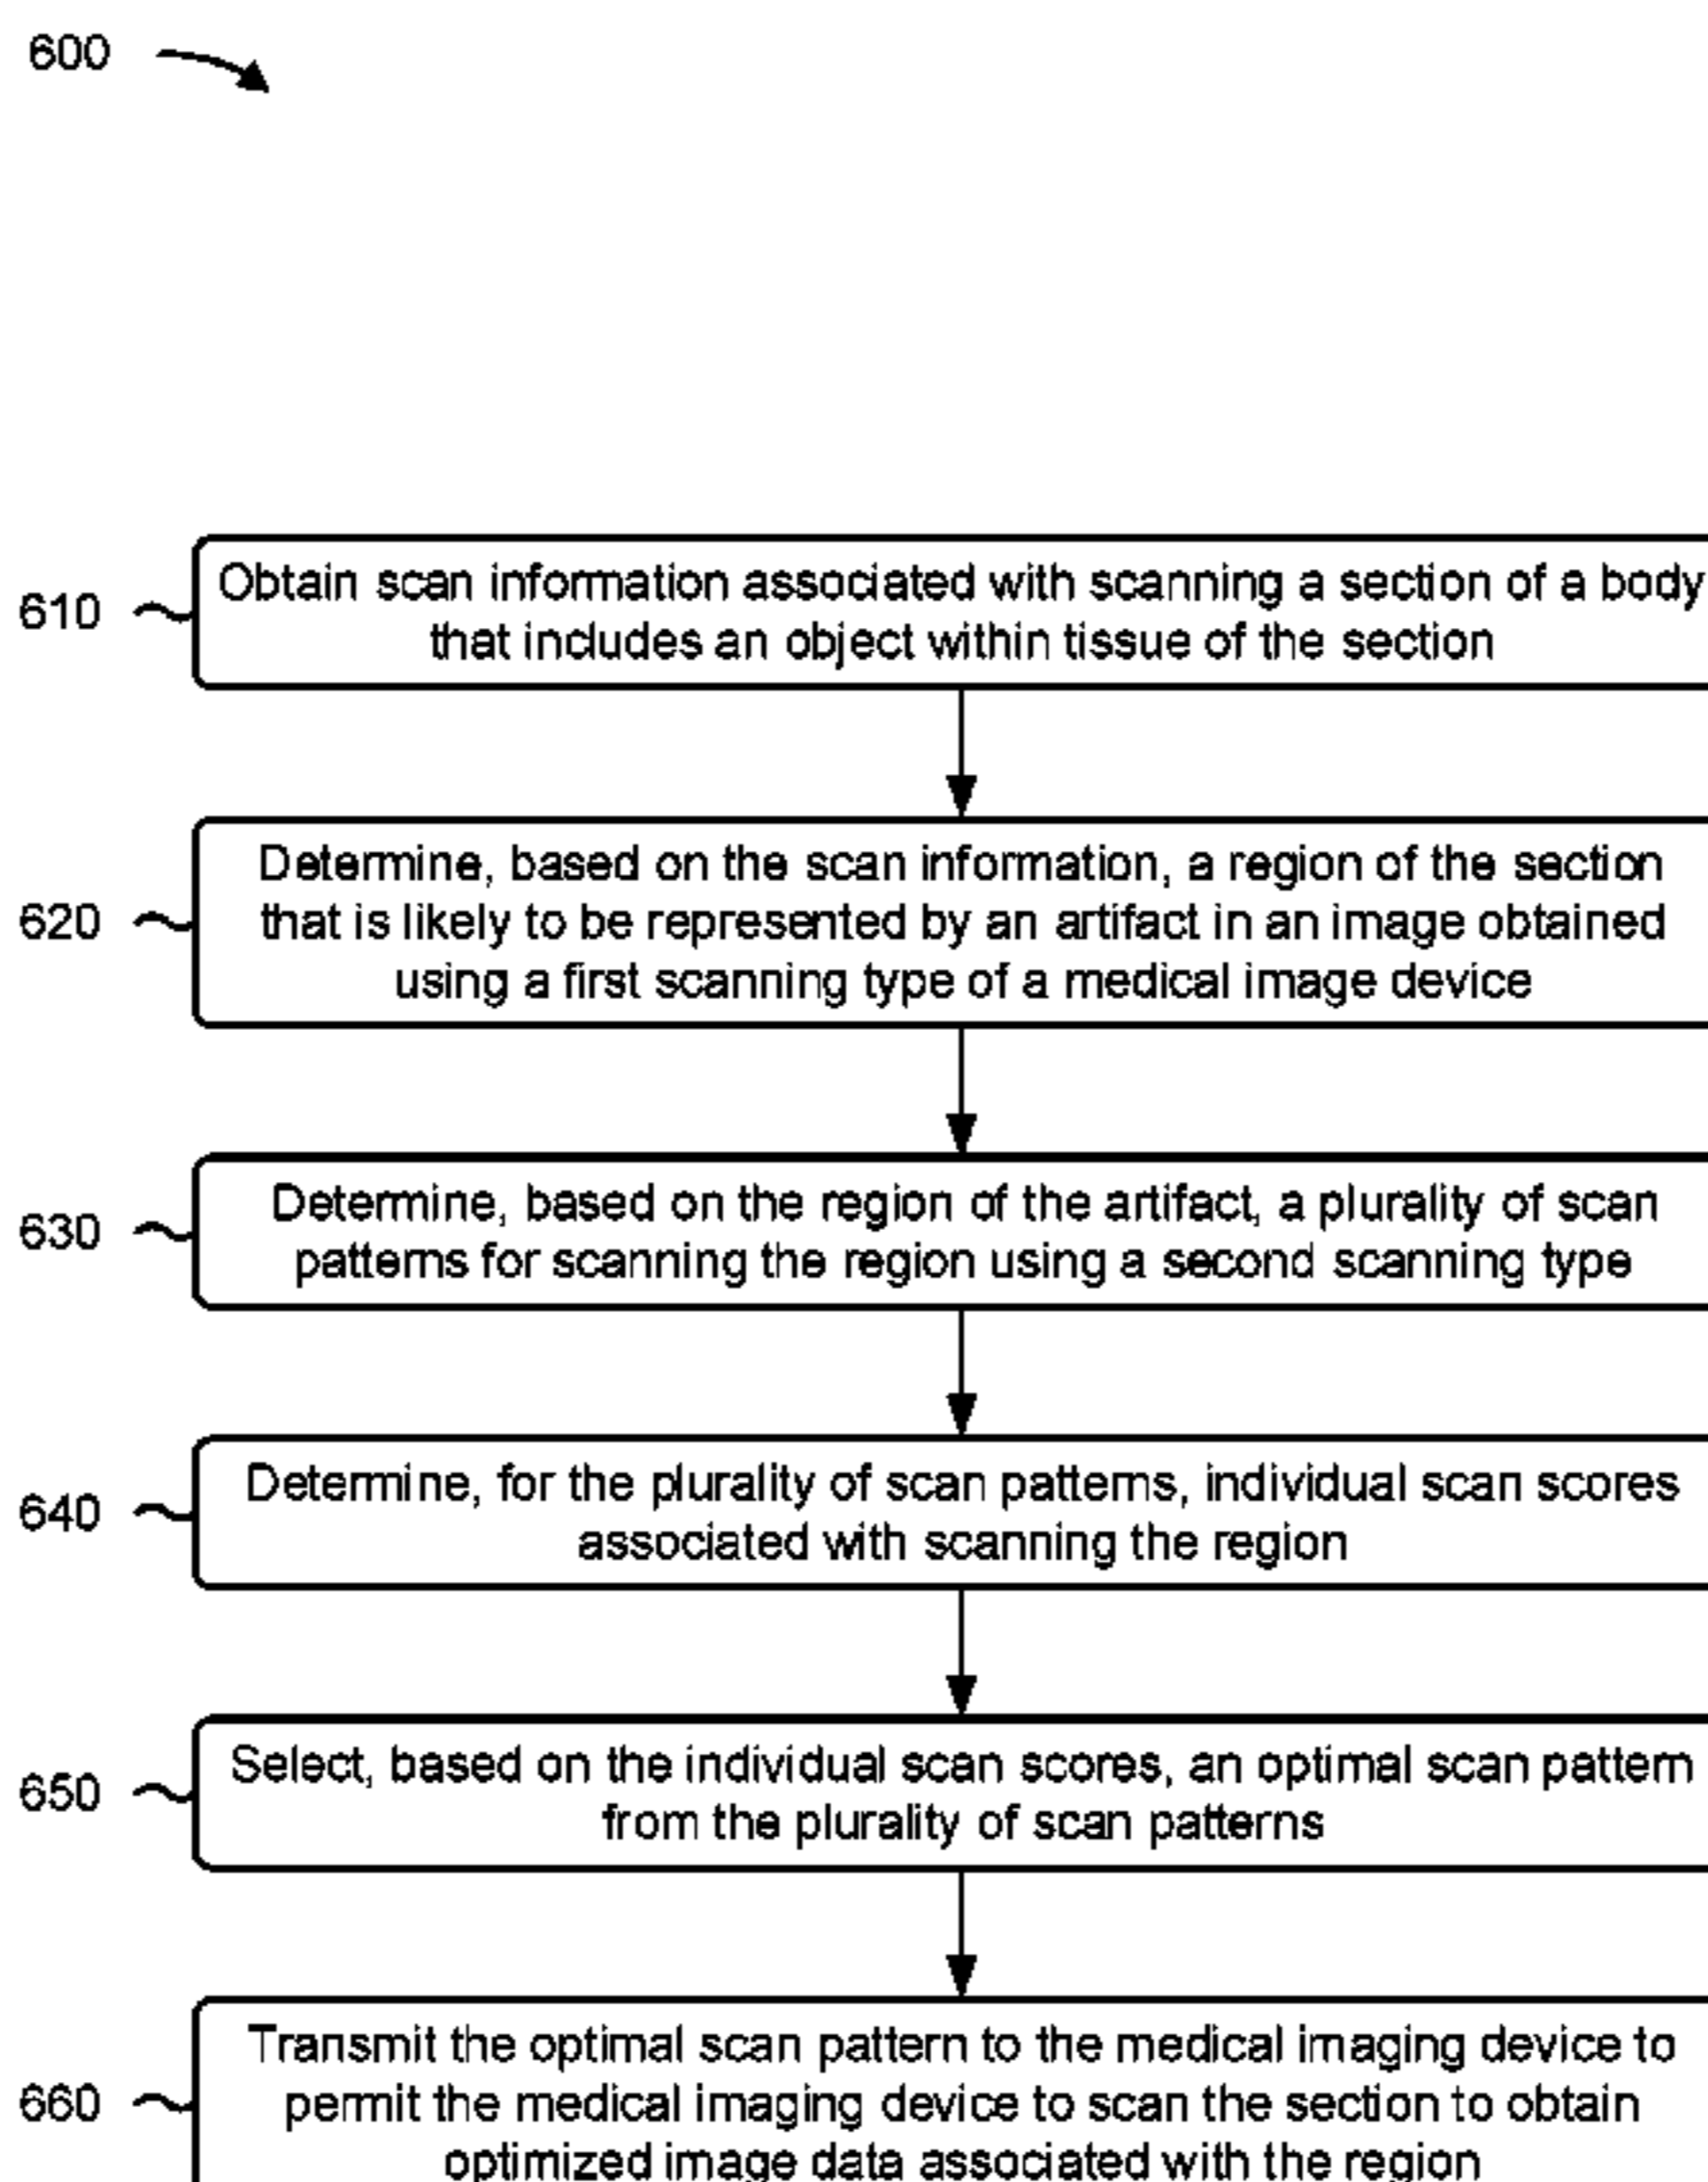 600
610
Obtain scan information associated with scanning a section of a body
that includes an object within tissue of the section
620
Determine, based on the scan information, a region of the section
that is likely to be represented by an artifact in an image obtained
using a first scanning type of a medical image device
630
Determine, based on the region of the artifact, a plurality of scan
patterns for scanning the region using a second scanning type
640
Determine, for the plurality of scan patterns, individual scan scores
associated with scanning the region
650
Select, based on the individual scan scores, an optimal scan pattern
from the plurality of scan patterns
660
Transmit the optimal scan pattern to the medical imaging device to
permit the medical imaging device to scan the section to obtain
optimized image data associated with the region